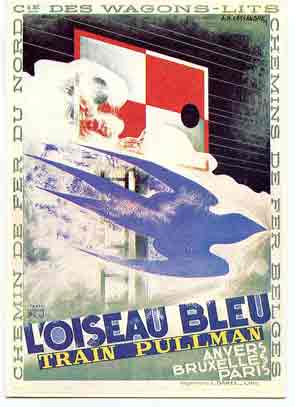 CIE DES WAGONS-LITS
A.M. CASSANDRE
CHEMIN DE FER DU NORD
CHEMINS DE FER BELGES
L'OISEAU BLEU
TRAIN PULLMAN
ANVERS
BRUXELLES
PARIS
L. DANEL